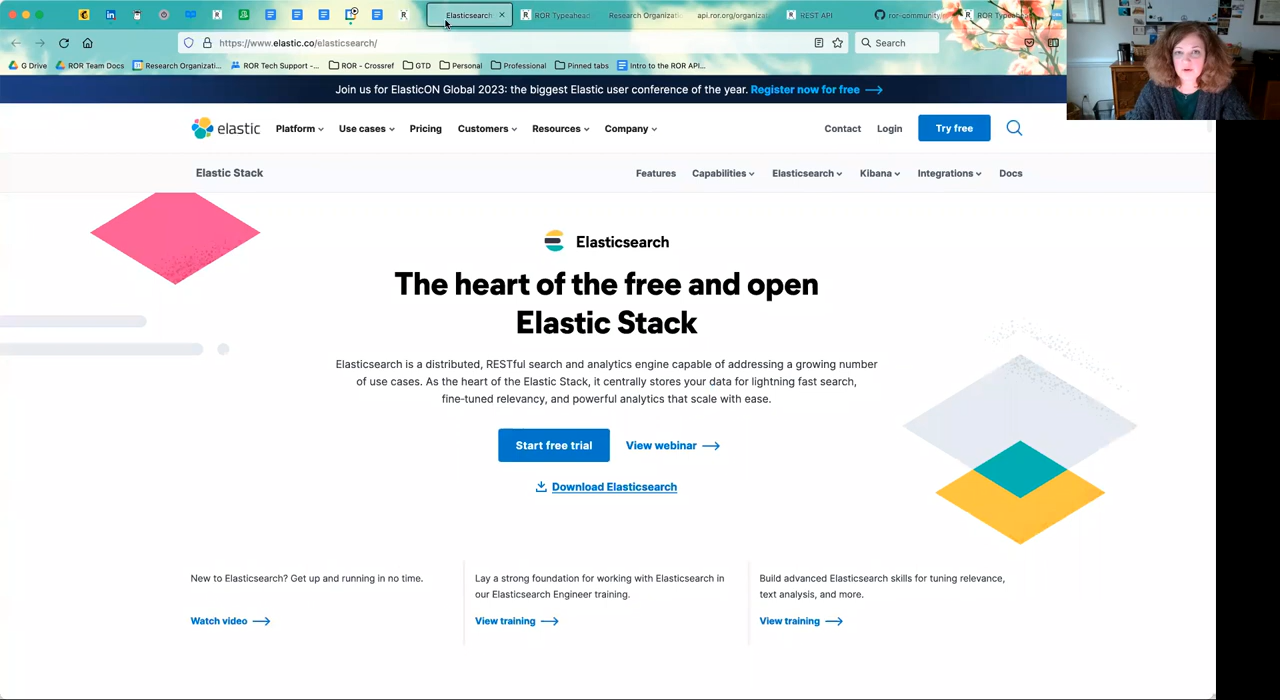 Elasticsearch
ROR Typeahea
Research Organizatio
api.ror.org/organizat
REST API
ror-community/
ROR Typeahe
https://www.elastic.co/elasticsearch/
Search
G Drive
ROR Team Docs
Research Organizati...
ROR Tech Support -...
ROR - Crossref
GTD
Personal
Professional
Pinned tabs
Intro to the ROR API...
Join us for ElasticON Global 2023: the biggest Elastic user conference of the year. Register now for free
elastic
Platform
Use cases
Pricing
Customers
Resources
Company
Contact
Login
Try free
Elastic Stack
Features
Capabilities
Elasticsearch
Kibana
Integrations
Docs
Elasticsearch
The heart of the free and open
Elastic Stack
Elasticsearch is a distributed, RESTful search and analytics engine capable of addressing a growing number
of use cases. As the heart of the Elastic Stack, it centrally stores your data for lightning fast search,
fine-tuned relevancy, and powerful analytics that scale with ease.
Start free trial
View webinar
Download Elasticsearch
New to Elasticsearch? Get up and running in no time.
Watch video
Lay a strong foundation for working with Elasticsearch in
our Elasticsearch Engineer training.
View training
Build advanced Elasticsearch skills for tuning relevance,
text analysis, and more.
View training